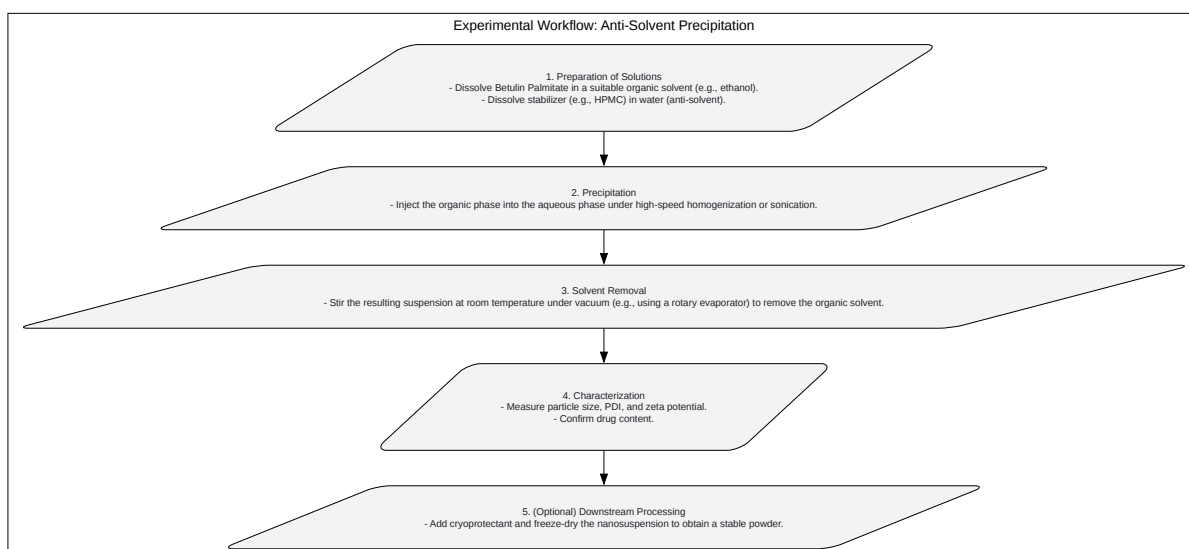 Experimental Workflow: Anti-Solvent Precipitation
1. Preparation of Solutions
- Dissolve Betulin Palmitate in a suitable organic solvent (e.g., ethanol).
- Dissolve stabilizer (e.g., HPMC) in water (anti-solvent).
2. Precipitation
- Inject the organic phase into the aqueous phase under high-speed homogenization or sonication.
3. Solvent Removal
- Stir the resulting suspension at room temperature under vacuum (e.g., using a rotary evaporator) to remove the organic solvent.
4. Characterization
- Measure particle size, PDI, and zeta potential.
- Confirm drug content.
5. (Optional) Downstream Processing
- Add cryoprotectant and freeze-dry the nanosuspension to obtain a stable powder.